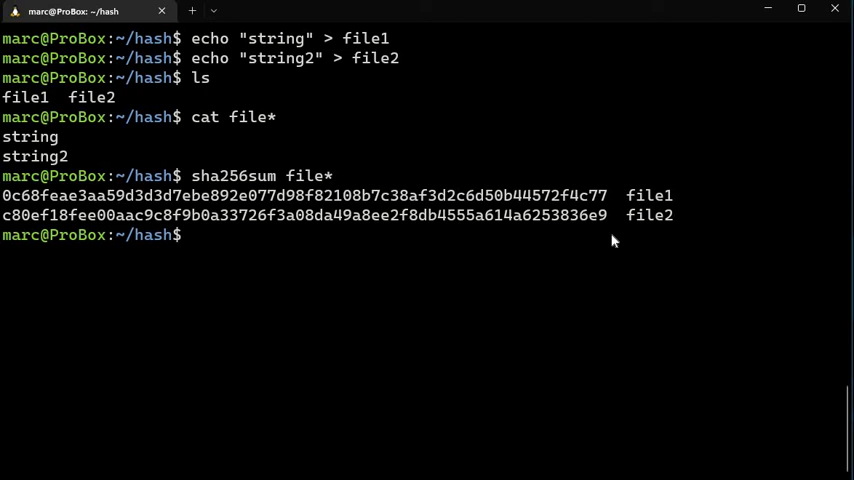 marc@ProBox: ~/hash
marc@ProBox:~/hash$ echo "string" > file1
marc@ProBox:~/hash$ echo "string2" > file2
marc@ProBox:~/hash$ ls
file1  file2
marc@ProBox:~/hash$ cat file*
string
string2
marc@ProBox:~/hash$ sha256sum file*
0c68feae3aa59d3d3d7ebe892e077d98f82108b7c38af3d2c6d50b44572f4c77  file1
c80ef18fee00aac9c8f9b0a33726f3a08da49a8ee2f8db4555a614a6253836e9  file2
marc@ProBox:~/hash$